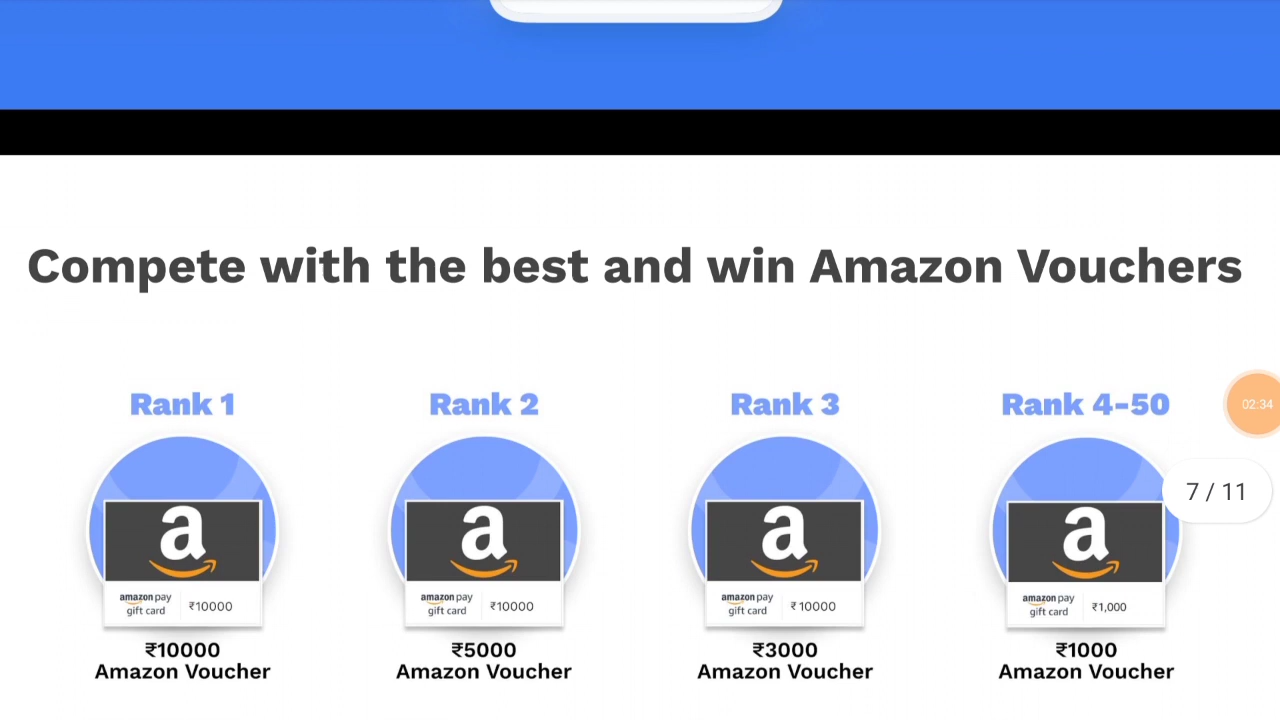 Compete with the best and win Amazon Vouchers
Rank 1
Rank 2
Rank 3
Rank 4-50
02:34
7 / 11
a
amazon pay
gift card
₹10000
a
amazon pay
gift card
₹10000
a
amazon pay
gift card
₹10000
a
amazon pay
gift card
₹1,000
₹10000
Amazon Voucher
₹5000
Amazon Voucher
₹3000
Amazon Voucher
₹1000
Amazon Voucher